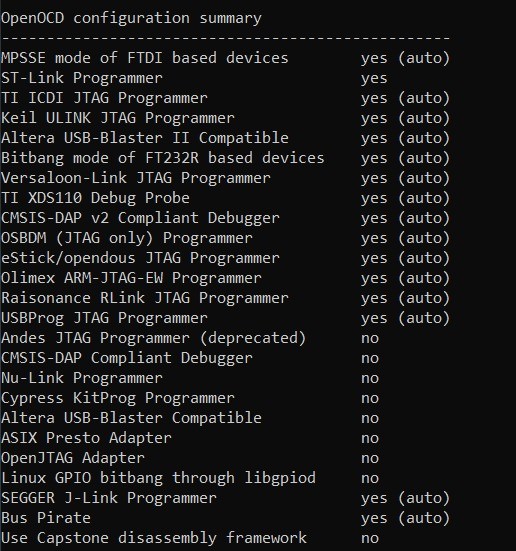 OpenOCD configuration summary
--------------------------------------------------
MPSSE mode of FTDI based devices        yes (auto)
ST-Link Programmer                      yes
TI ICDI JTAG Programmer                 yes (auto)
Keil ULINK JTAG Programmer              yes (auto)
Altera USB-Blaster II Compatible        yes (auto)
Bitbang mode of FT232R based devices    yes (auto)
Versaloon-Link JTAG Programmer          yes (auto)
TI XDS110 Debug Probe                   yes (auto)
CMSIS-DAP v2 Compliant Debugger         yes (auto)
OSBDM (JTAG only) Programmer            yes (auto)
eStick/opendous JTAG Programmer         yes (auto)
Olimex ARM-JTAG-EW Programmer           yes (auto)
Raisonance RLink JTAG Programmer        yes (auto)
USBProg JTAG Programmer                 yes (auto)
Andes JTAG Programmer (deprecated)      no
CMSIS-DAP Compliant Debugger            no
Nu-Link Programmer                      no
Cypress KitProg Programmer              no
Altera USB-Blaster Compatible           no
ASIX Presto Adapter                     no
OpenJTAG Adapter                        no
Linux GPIO bitbang through libgpiod     no
SEGGER J-Link Programmer                yes (auto)
Bus Pirate                              yes (auto)
Use Capstone disassembly framework      no